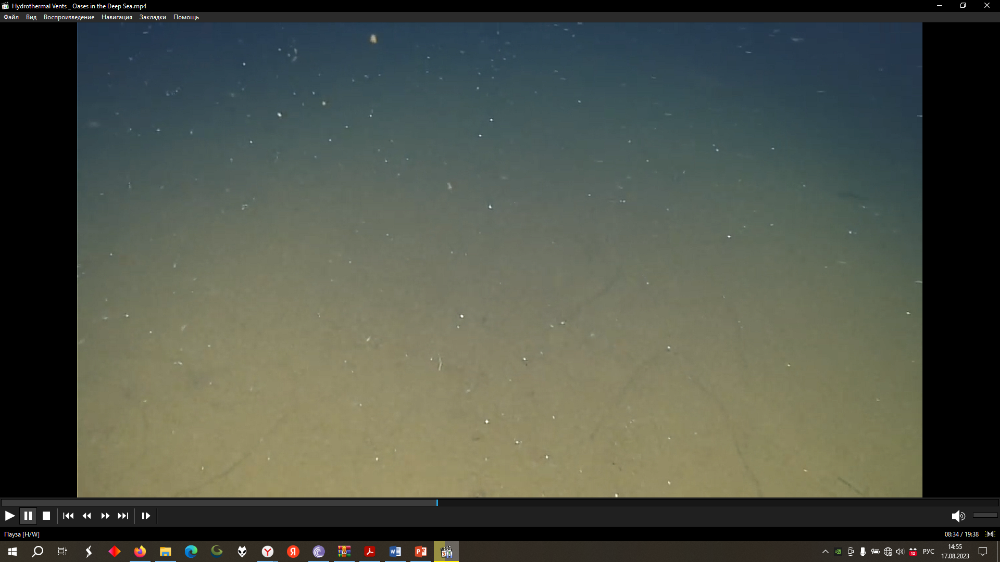 Hydrothermal Vents _ Oases in the Deep Sea.mp4
Файл Вид Воспроизведение Навигация Закладки Помощь
Пауза [H/W]
08:34 / 19:38
РУС
14:55
17.08.2023
12